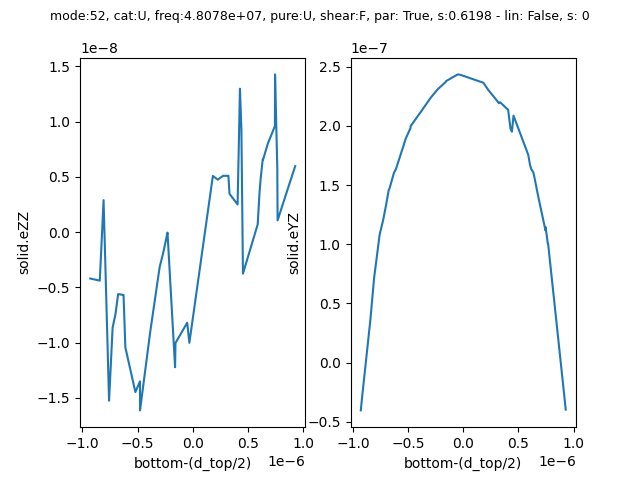 mode:52, cat:U, freq:4.8078e+07, pure:U, shear:F, par: True, s:0.6198 - lin: False, s: 0
1e−8
1e−7
1.5
1.0
0.5
0.0
−0.5
−1.0
−1.5
solid.eZZ
−1.0
−0.5
0.0
0.5
1.0
bottom-(d_top/2)
1e−6
2.5
2.0
1.5
1.0
0.5
0.0
−0.5
solid.eYZ
−1.0
−0.5
0.0
0.5
1.0
bottom-(d_top/2)
1e−6